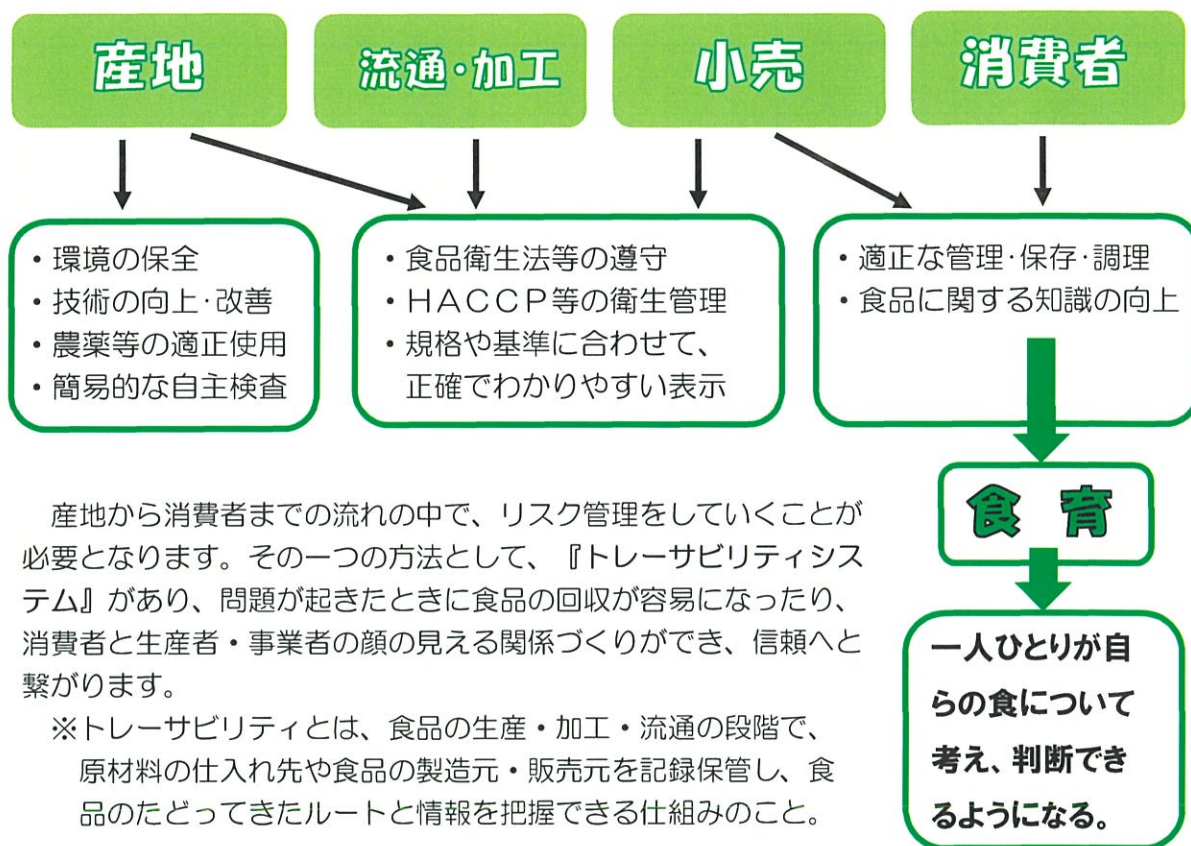 産地
流通・加工
小売
消費者
・環境の保全
・技術の向上・改善
・農薬等の適正使用
・簡易的な自主検査
・食品衛生法等の遵守
・ＨＡＣＣＰ等の衛生管理
・規格や基準に合わせて、
正確でわかりやすい表示
・適正な管理・保存・調理
・食品に関する知識の向上
食育
一人ひとりが自
らの食について
考え、判断でき
るようになる。
産地から消費者までの流れの中で、リスク管理をしていくことが
必要となります。その一つの方法として、『トレーサビリティシス
テム』があり、問題が起きたときに食品の回収が容易になったり、
消費者と生産者・事業者の顔の見える関係づくりができ、信頼へと
繋がります。
※トレーサビリティとは、食品の生産・加工・流通の段階で、
原材料の仕入れ先や食品の製造元・販売元を記録保管し、食
品のたどってきたルートと情報を把握できる仕組みのこと。